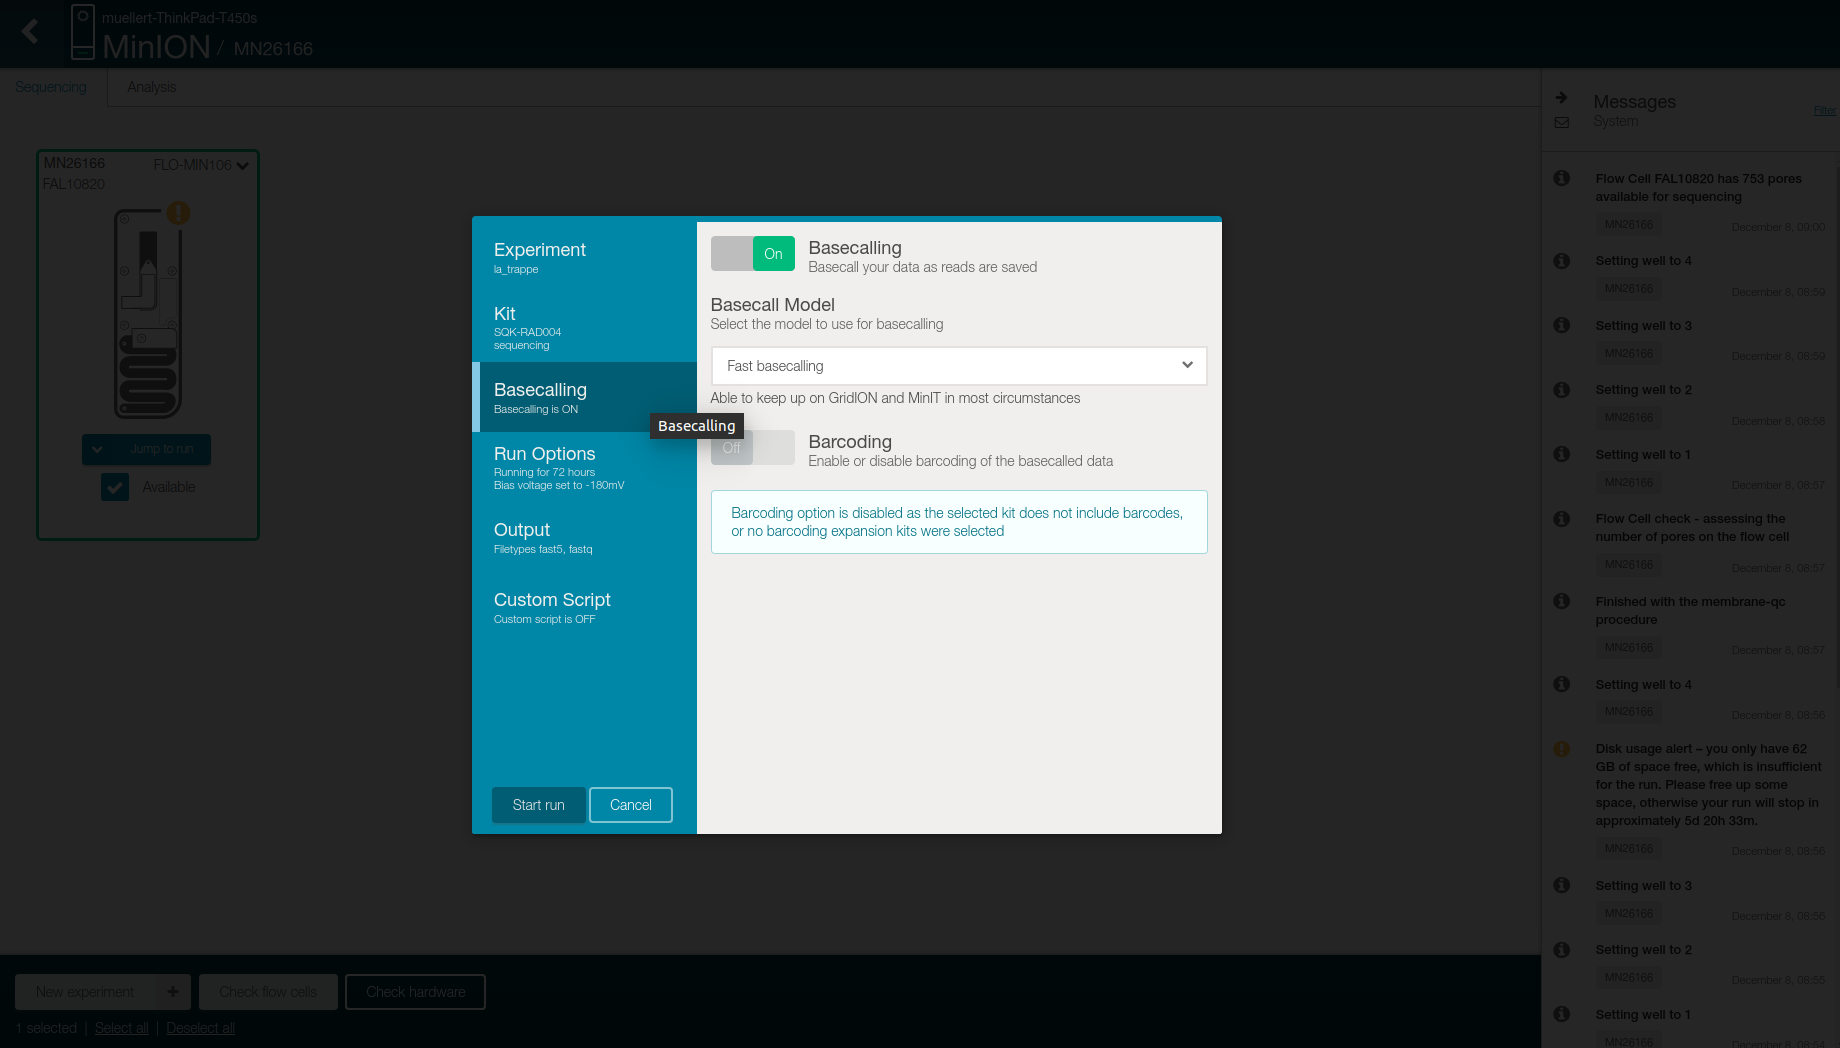 muellert-ThinkPad-T450s
MinION / MN26166
Sequencing
Analysis
MN26166
FLO-MIN106
FAL10820
Jump to run
Available
Experiment
la_trappe
Kit
SQK-RAD004
sequencing
Basecalling
Basecalling is ON
Run Options
Running for 72 hours
Bias voltage set to -180mV
Output
Filetypes fast5, fastq
Custom Script
Custom script is OFF
Start run
Cancel
On
Basecalling
Basecall your data as reads are saved
Basecall Model
Select the model to use for basecalling
Fast basecalling
Able to keep up on GridION and MinIT in most circumstances
Basecalling
Off
Barcoding
Enable or disable barcoding of the basecalled data
Barcoding option is disabled as the selected kit does not include barcodes,
or no barcoding expansion kits were selected
Messages
System
Filter
Flow Cell FAL10820 has 753 pores
available for sequencing
MN26166
December 8, 09:00
Setting well to 4
MN26166
December 8, 08:59
Setting well to 3
MN26166
December 8, 08:59
Setting well to 2
MN26166
December 8, 08:58
Setting well to 1
MN26166
December 8, 08:57
Flow Cell check - assessing the
number of pores on the flow cell
MN26166
December 8, 08:57
Finished with the membrane-qc
procedure
MN26166
December 8, 08:57
Setting well to 4
MN26166
December 8, 08:56
Disk usage alert – you only have 62
GB of space free, which is insufficient
for the run. Please free up some
space, otherwise your run will stop in
approximately 5d 20h 33m.
MN26166
December 8, 08:56
Setting well to 3
MN26166
December 8, 08:56
Setting well to 2
MN26166
December 8, 08:55
Setting well to 1
MN26166
December 8, 08:54
New experiment +
Check flow cells
Check hardware
1 selected | Select all | Deselect all